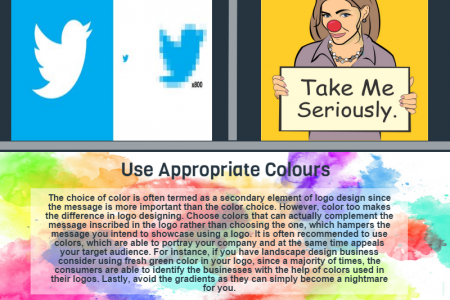 x800
Take Me
Seriously.
Use Appropriate Colours
The choice of color is often termed as a secondary element of logo design since
the message is more important than the color choice. However, color too makes
the difference in logo designing. Choose colors that can actually complement the
message inscribed in the logo rather than choosing the one, which hampers the
message you intend to showcase using a logo. It is often recommended to use
colors, which are able to portray your company and at the same time appeals
your target audience. For instance, if you have landscape design business
consider using fresh green color in your logo, since a majority of times, the
consumers are able to identify the businesses with the help of colors used in
their logos. Lastly, avoid the gradients as they can simply become a nightmare
for you.